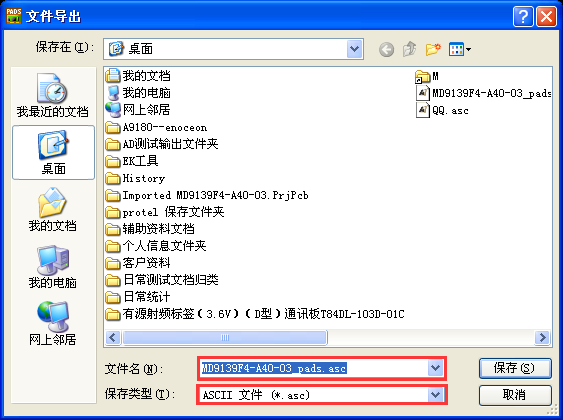 PADS
文件导出
保存在(I):
桌面
我最近的文档
桌面
我的文档
我的电脑
网上邻居
我的文档
我的电脑
网上邻居
A9180--enoceon
AD测试输出文件夹
EK工具
History
Imported MD9139F4-A40-03.PrjPcb
protel 保存文件夹
辅助资料文档
个人信息文件夹
客户资料
日常测试文档归类
日常统计
有源射频标签(3.6V)(D型)通讯板T84DL-103D-01C
M
MD9139F4-A40-03_pads
QQ.asc
文件名(N):
MD9139F4-A40-03_pads.asc
保存(S)
保存类型(T):
ASCII 文件 (*.asc)
取消